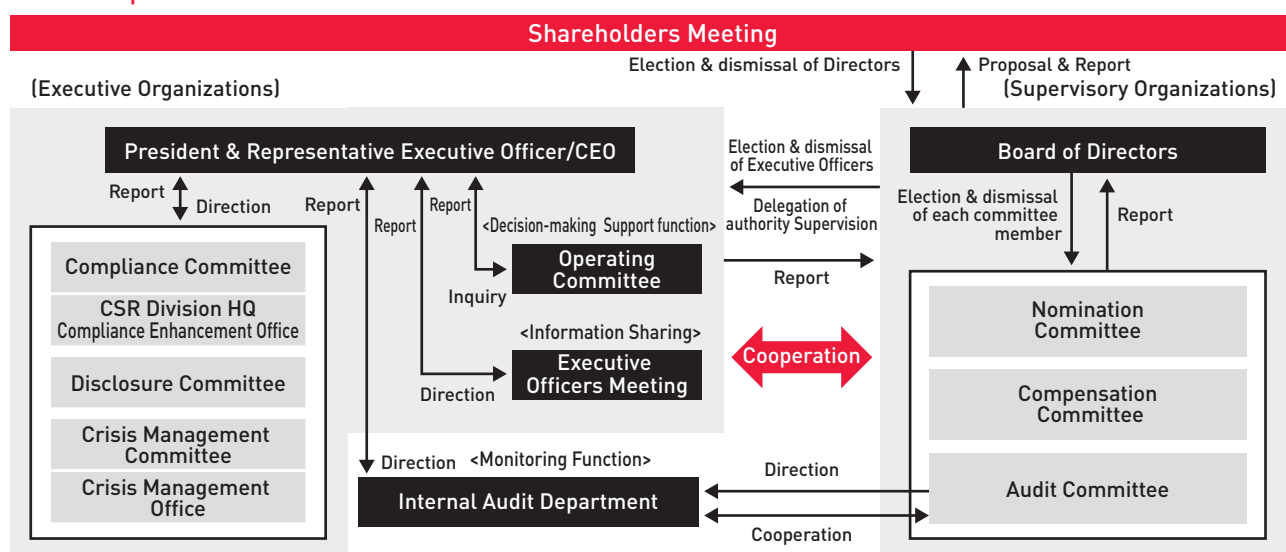 Shareholders Meeting
Election & dismissal of Directors
Proposal & Report
(Executive Organizations)
(Supervisory Organizations)
President & Representative Executive Officer/CEO
Election & dismissal
of Executive Officers
Board of Directors
Report
Direction
Report
Report
Report
<Decision-making Support function>
Delegation of
authority Supervision
Election & dismissal
of each committee
member
Report
Compliance Committee
CSR Division HQ
Compliance Enhancement Office
Disclosure Committee
Crisis Management
Committee
Crisis Management
Office
Operating
Committee
Inquiry
Report
<Information Sharing>
Executive
Officers Meeting
Direction
Cooperation
Nomination
Committee
Compensation
Committee
Audit Committee
Direction
<Monitoring Function>
Internal Audit Department
Direction
Cooperation